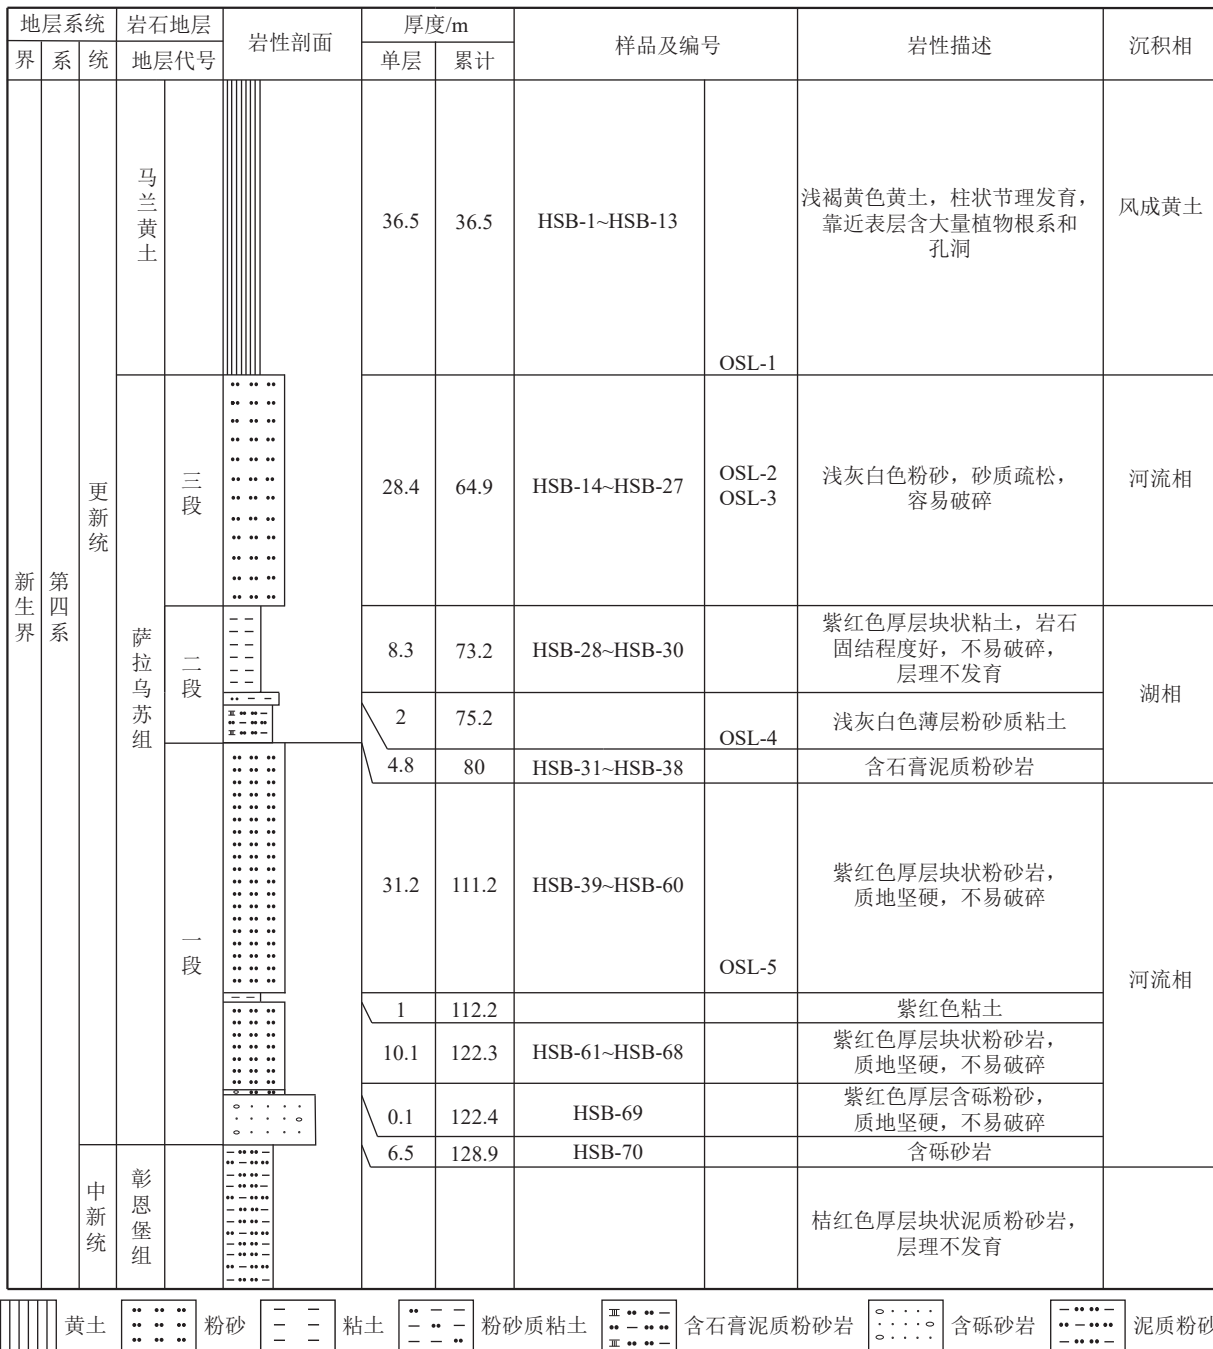 地层系统 岩石地层 岩性剖面 厚度/m 样品及编号 岩性描述 沉积相
界 系 统 地层代号 单层 累计
新生界
第四系
更新统
马兰黄土
36.5 36.5 HSB-1~HSB-13
浅褐黄色黄土，柱状节理发育，
靠近表层含大量植物根系和
孔洞
风成黄土
OSL-1
萨拉乌苏组
三段
28.4 64.9 HSB-14~HSB-27
OSL-2
OSL-3
浅灰白色粉砂，砂质疏松，
容易破碎
河流相
二段
8.3 73.2 HSB-28~HSB-30
紫红色厚层块状粘土，岩石
固结程度好，不易破碎，
层理不发育
湖相
2 75.2
OSL-4
浅灰白色薄层粉砂质粘土
4.8 80 HSB-31~HSB-38 含石膏泥质粉砂岩
一段
31.2 111.2 HSB-39~HSB-60
紫红色厚层块状粉砂岩，
质地坚硬，不易破碎
OSL-5
河流相
1 112.2 紫红色粘土
10.1 122.3 HSB-61~HSB-68
紫红色厚层块状粉砂岩，
质地坚硬，不易破碎
0.1 122.4 HSB-69
紫红色厚层含砾粉砂，
质地坚硬，不易破碎
6.5 128.9 HSB-70 含砾砂岩
中新统
彰恩堡组
桔红色厚层块状泥质粉砂岩，
层理不发育
黄土 粉砂 粘土 粉砂质粘土 含石膏泥质粉砂岩 含砾砂岩 泥质粉砂